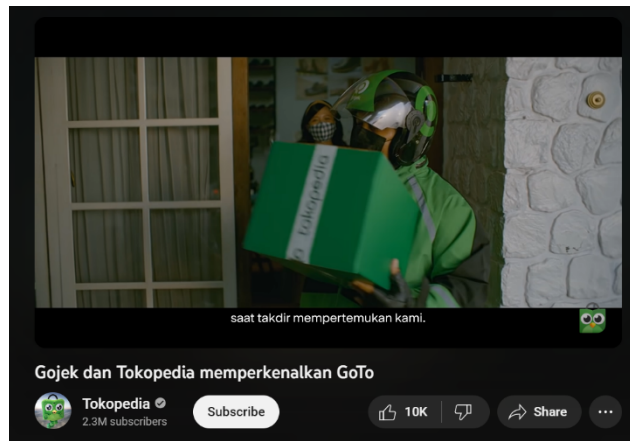 tokopedia
saat takdir mempertemukan kami.
Gojek dan Tokopedia memperkenalkan GoTo
Tokopedia
2.3M subscribers
Subscribe
10K
Share